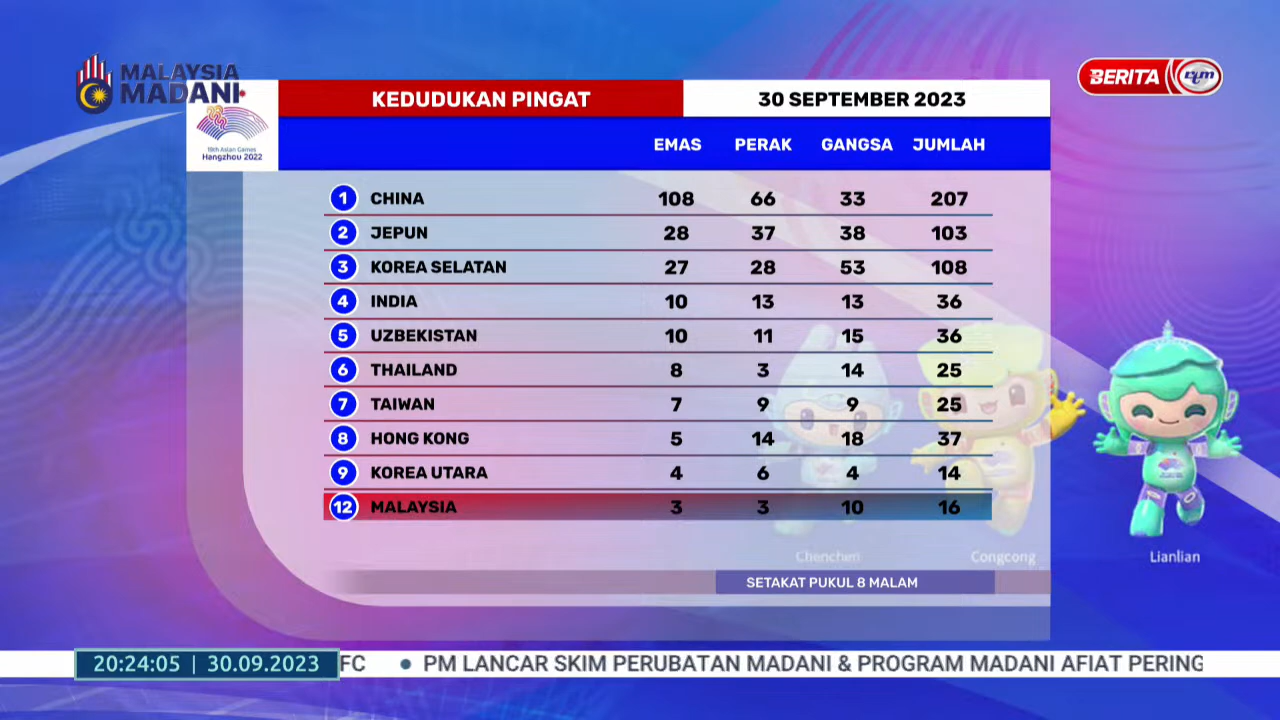 MALAYSIA
MADANI
BERITA rtm
18th Asian Games
Hangzhou 2022
KEDUDUKAN PINGAT 30 SEPTEMBER 2023
EMAS PERAK GANGSA JUMLAH
1 CHINA 108 66 33 207
2 JEPUN 28 37 38 103
3 KOREA SELATAN 27 28 53 108
4 INDIA 10 13 13 36
5 UZBEKISTAN 10 11 15 36
6 THAILAND 8 3 14 25
7 TAIWAN 7 9 9 25
8 HONG KONG 5 14 18 37
9 KOREA UTARA 4 6 4 14
12 MALAYSIA 3 3 10 16
Chenchen Congcong Lianlian
SETAKAT PUKUL 8 MALAM
20:24:05 | 30.09.2023 FC • PM LANCAR SKIM PERUBATAN MADANI & PROGRAM MADANI AFIAT PERING